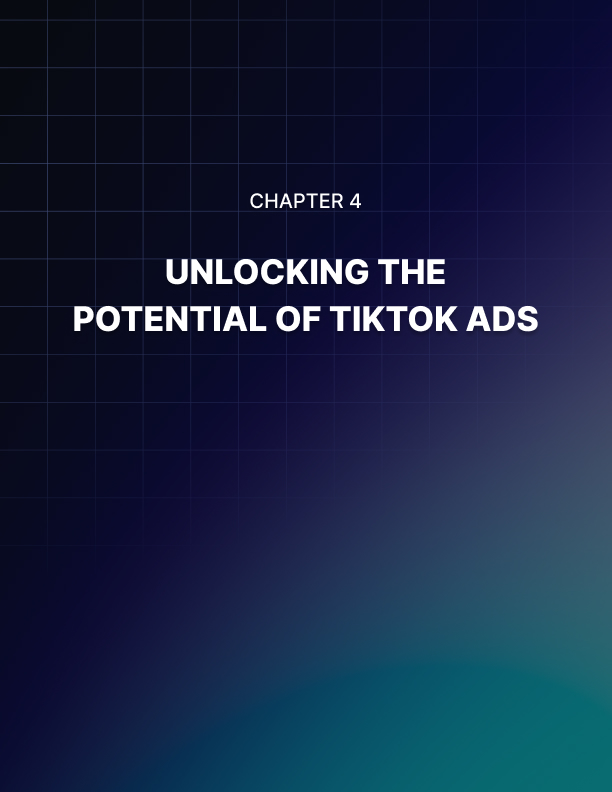 CHAPTER 4
UNLOCKING THE
POTENTIAL OF TIKTOK ADS